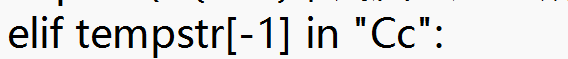 elif tempstr[-1] in "Cc":